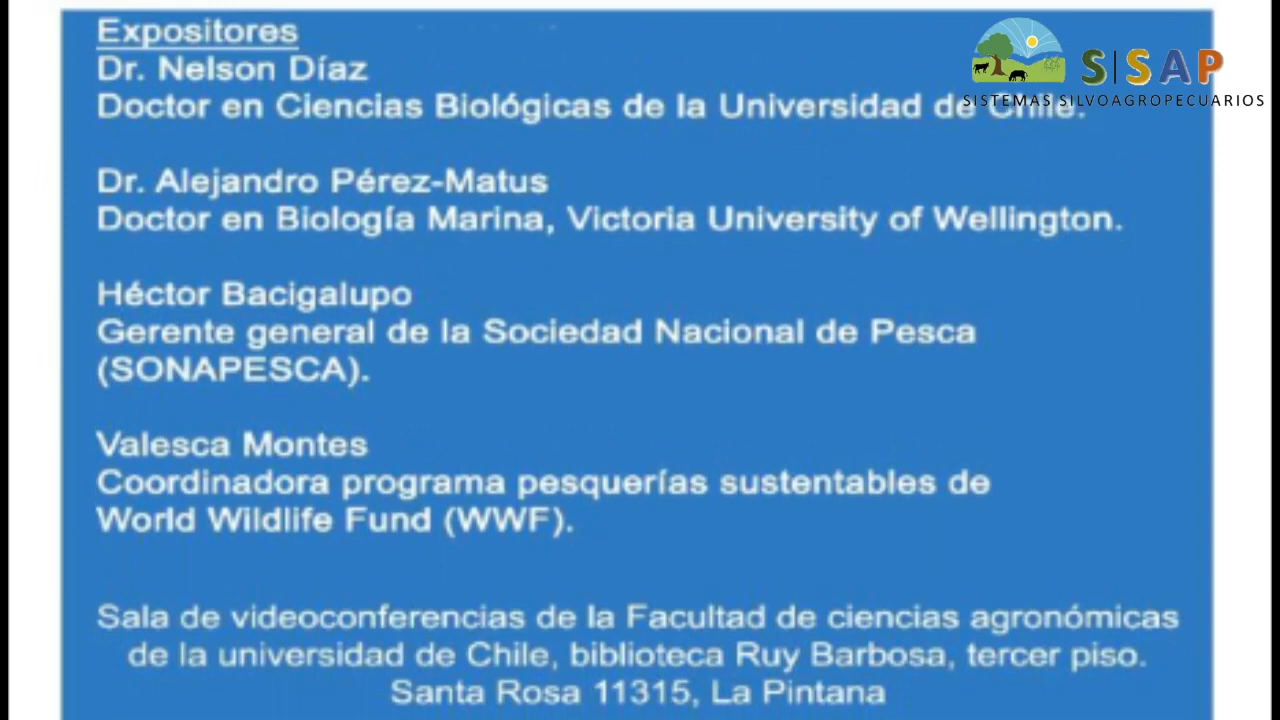 Expositores
Dr. Nelson Díaz
Doctor en Ciencias Biológicas de la Universidad de Chile.
SISAP
SISTEMAS SILVOAGROPECUARIOS
Dr. Alejandro Pérez-Matus
Doctor en Biología Marina, Victoria University of Wellington.
Héctor Bacigalupo
Gerente general de la Sociedad Nacional de Pesca
(SONAPESCA).
Valesca Montes
Coordinadora programa pesquerías sustentables de
World Wildlife Fund (WWF).
Sala de videoconferencias de la Facultad de ciencias agronómicas
de la universidad de Chile, biblioteca Ruy Barbosa, tercer piso.
Santa Rosa 11315, La Pintana